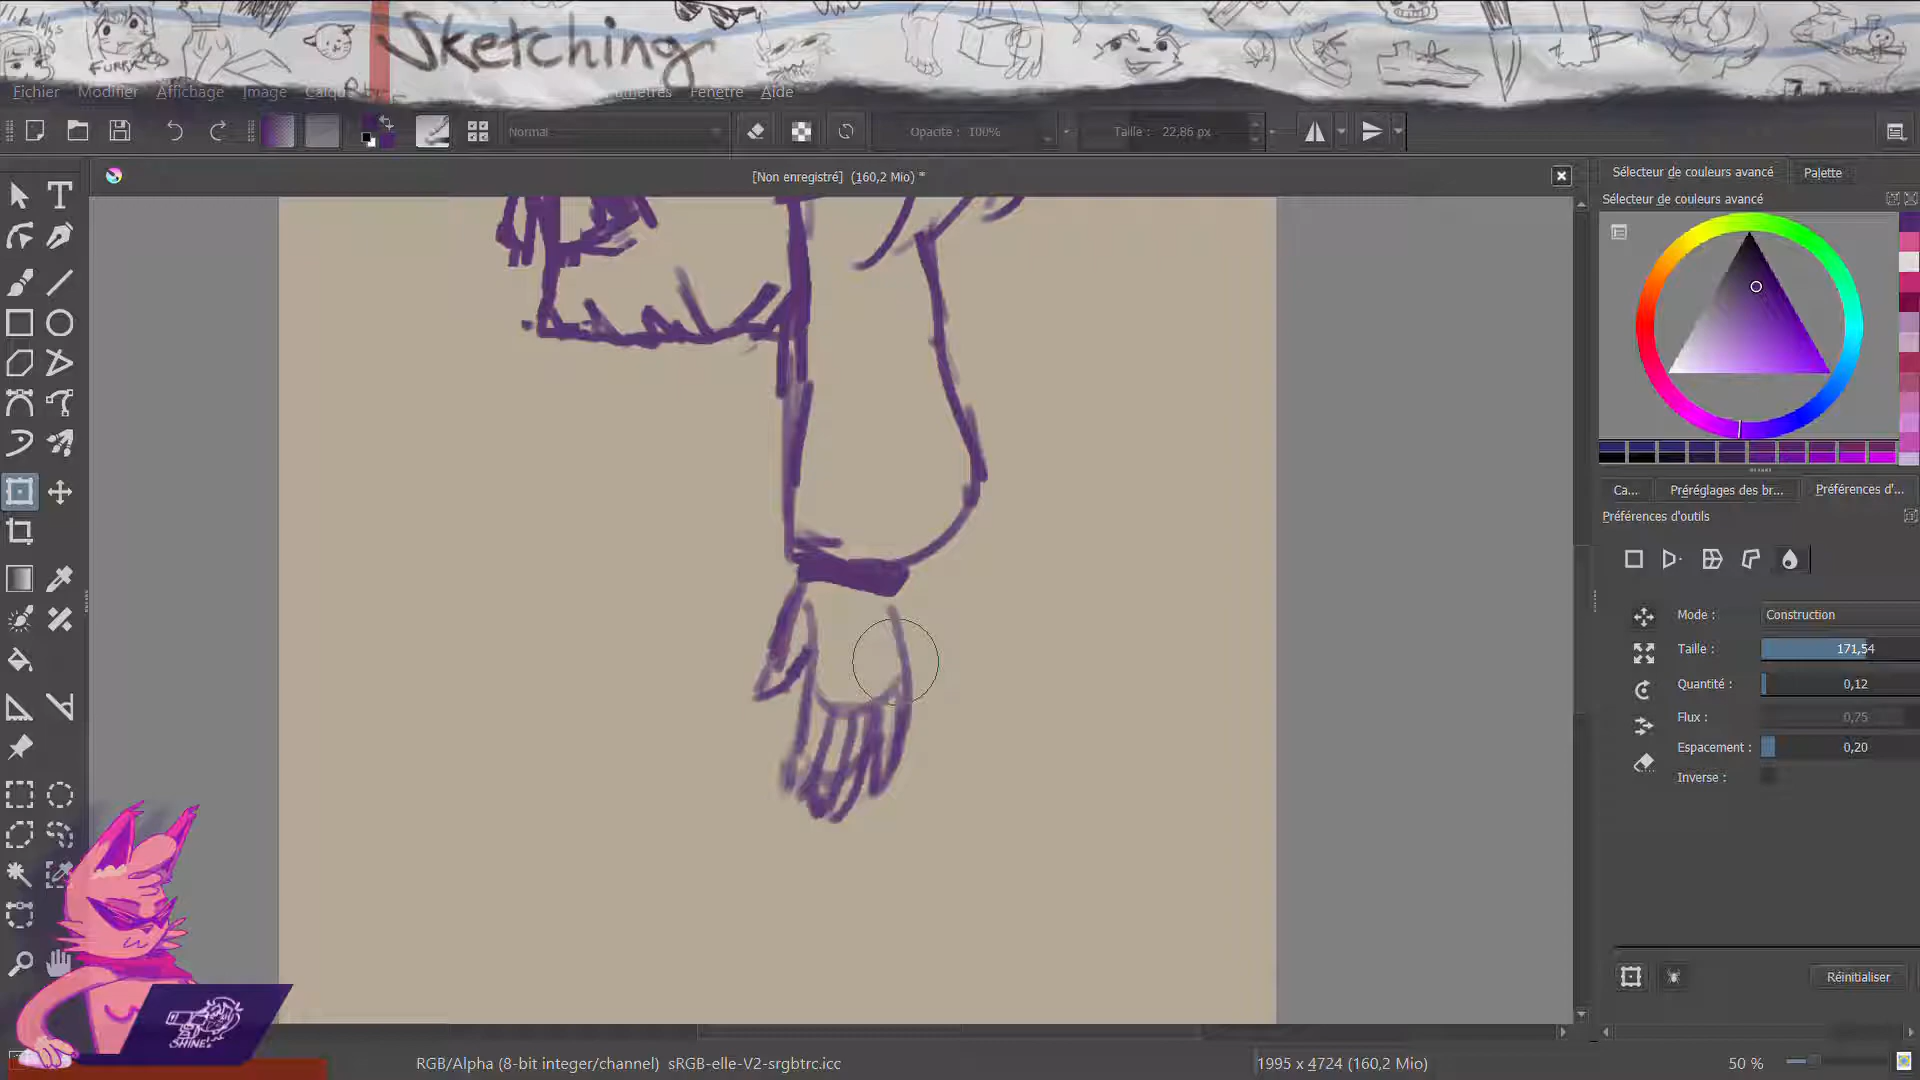 Sketching
FURRY
Fichier Modifier Affichage Image Calque Fenêtre Aide
Normal Opacité : 100% Taille : 22,86 px
[Non enregistré] (160,2 Mio) *
Sélecteur de couleurs avancé Palette
Sélecteur de couleurs avancé
Ca... Préréglages des br... Préférences d'...
Préférences d'outils
Mode : Construction
Taille : 171,54
Quantité : 0,12
Flux : 0,75
Espacement : 0,20
Inverse :
Réinitialiser
SHINE!
RGB/Alpha (8-bit integer/channel) sRGB-elle-V2-srgbtrc.icc
1995 x 4724 (160,2 Mio)
50 %